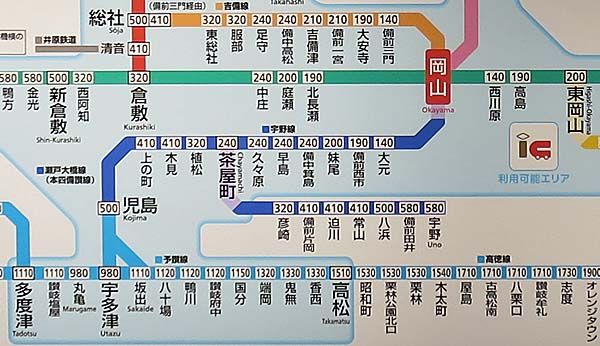 総社
Sōja
(備前三門経由)
吉備線
Takahashi
500 410 320 320 240 240 210 210 190 140
東総社 服部 足守 備中高松 吉備津 備前一宮 大安寺 備前三門
井原鉄道
清音 410
岡山
Okayama
580 580 500 320 320 240 200 190 140 190 200
鴨方 金光 新倉敷 西阿知 倉敷 中庄 庭瀬 北長瀬 西川原 高島 東岡山
Shin-Kurashiki
Kurashiki
Higashi-Okayama
宇野線
410 410 320 240 240 240 240 200 190 140
上の町 木見 植松 茶屋町 久々原 早島 備中箕島 妹尾 備前西市 大元
Chayamachi
IC
利用可能エリア
瀬戸大橋線
(本四備讃線)
500 児島
Kojima
320 410 410 410 500 580 580
彦崎 備前片岡 迫川 常山 八浜 備前田井 宇野
Uno
予讃線
高徳線
1110 1110 980 980 1110 1120 1120 1150 1320 1330 1330 1510 1530 1530 1530 1530 1710 1710 1710 1710 1730 1900
多度津 讃岐塩屋 丸亀 宇多津 坂出 八十場 鴨川 讃岐府中 国分 端岡 鬼無 香西 高松 昭和町 栗林公園北口 栗林 木太町 屋島 古高松南 八栗口 讃岐牟礼 志度 オレンジタウン
Tadotsu
Marugame
Utazu
Sakaide
Takamatsu